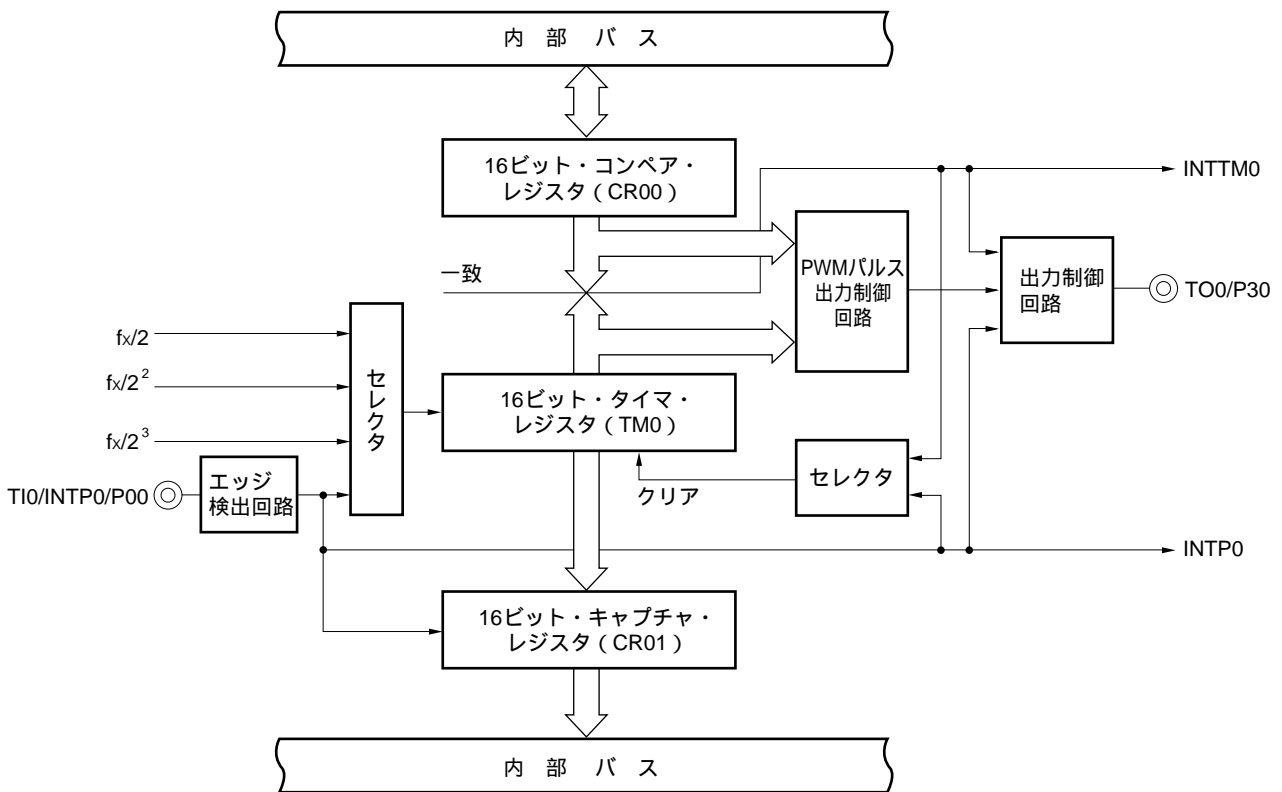 内 部 バ ス
16ビット・コンペア・
レジスタ（CR00）
INTTM0
一致
PWMパルス
出力制御
回路
出力制御
回路
TO0/P30
fx/2
fx/2²
fx/2³
セレクタ
16ビット・タイマ・
レジスタ（TM0）
セレクタ
クリア
TI0/INTP0/P00
エッジ
検出回路
INTP0
16ビット・キャプチャ・
レジスタ（CR01）
内 部 バ ス